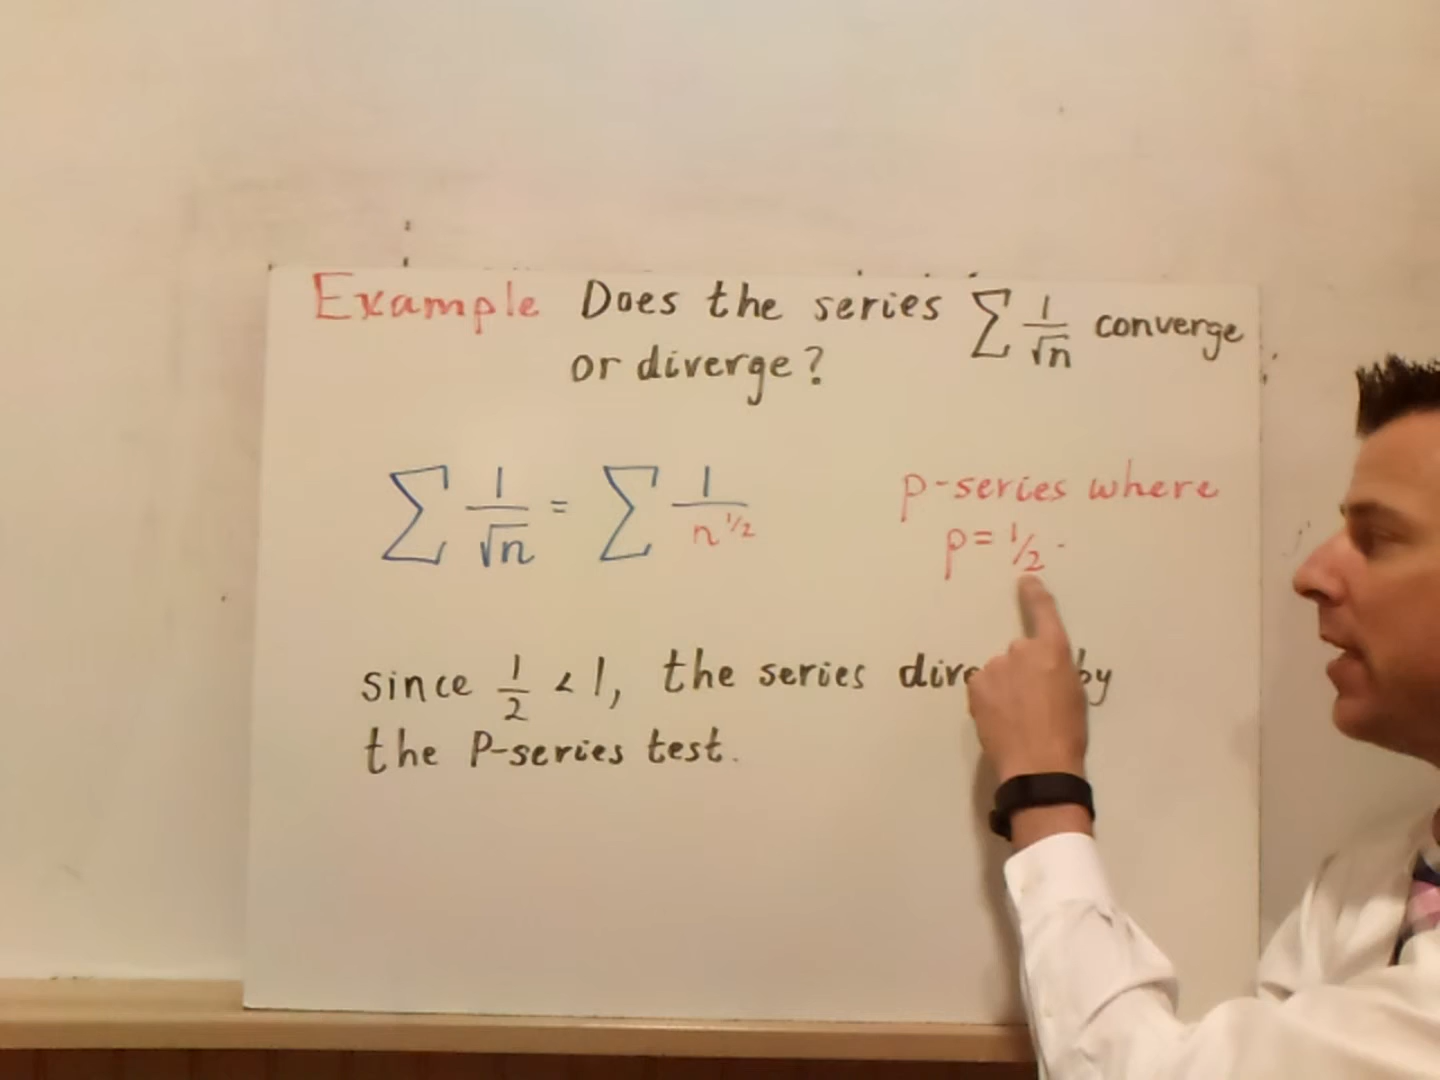 Example Does the series ∑ 1/√n converge
or diverge?
∑ 1/√n = ∑ 1/n^1/2
p-series where
p = 1/2.
since 1/2 < 1, the series by
the P-series test.